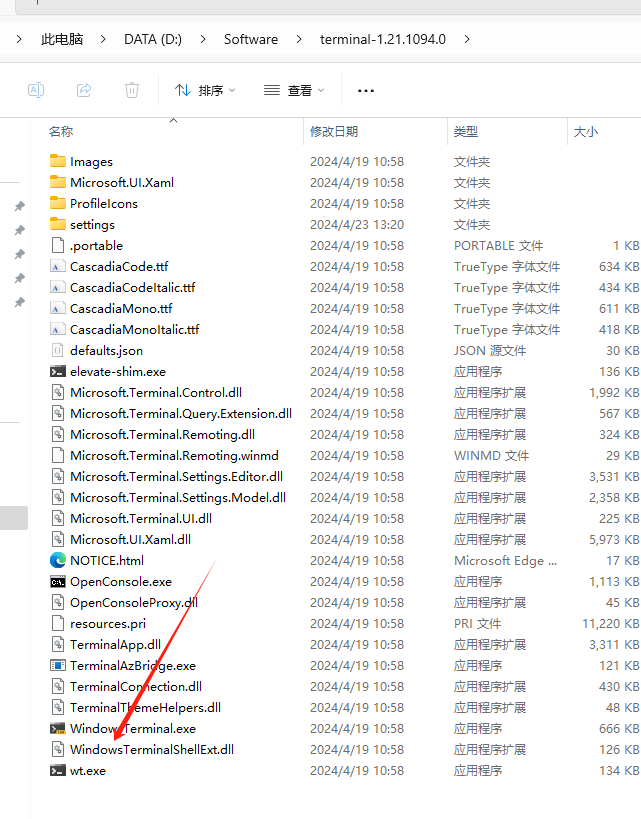 此电脑 > DATA (D:) > Software > terminal-1.21.1094.0 >
排序 查看 ...
名称 修改日期 类型 大小
Images 2024/4/19 10:58 文件夹
Microsoft.UI.Xaml 2024/4/19 10:58 文件夹
ProfileIcons 2024/4/19 10:58 文件夹
settings 2024/4/23 13:20 文件夹
.portable 2024/4/19 10:58 PORTABLE 文件 1 KB
CascadiaCode.ttf 2024/4/19 10:58 TrueType 字体文件 634 KB
CascadiaCodeItalic.ttf 2024/4/19 10:58 TrueType 字体文件 434 KB
CascadiaMono.ttf 2024/4/19 10:58 TrueType 字体文件 611 KB
CascadiaMonoItalic.ttf 2024/4/19 10:58 TrueType 字体文件 418 KB
defaults.json 2024/4/19 10:58 JSON 源文件 30 KB
elevate-shim.exe 2024/4/19 10:58 应用程序 136 KB
Microsoft.Terminal.Control.dll 2024/4/19 10:58 应用程序扩展 1,992 KB
Microsoft.Terminal.Query.Extension.dll 2024/4/19 10:58 应用程序扩展 567 KB
Microsoft.Terminal.Remoting.dll 2024/4/19 10:58 应用程序扩展 324 KB
Microsoft.Terminal.Remoting.winmd 2024/4/19 10:58 WINMD 文件 29 KB
Microsoft.Terminal.Settings.Editor.dll 2024/4/19 10:58 应用程序扩展 3,531 KB
Microsoft.Terminal.Settings.Model.dll 2024/4/19 10:58 应用程序扩展 2,358 KB
Microsoft.Terminal.UI.dll 2024/4/19 10:58 应用程序扩展 225 KB
Microsoft.UI.Xaml.dll 2024/4/19 10:58 应用程序扩展 5,973 KB
NOTICE.html 2024/4/19 10:58 Microsoft Edge ... 17 KB
OpenConsole.exe 2024/4/19 10:58 应用程序 1,113 KB
OpenConsoleProxy.dll 2024/4/19 10:58 应用程序扩展 45 KB
resources.pri 2024/4/19 10:58 PRI 文件 11,220 KB
TerminalApp.dll 2024/4/19 10:58 应用程序扩展 3,311 KB
TerminalAzBridge.exe 2024/4/19 10:58 应用程序 121 KB
TerminalConnection.dll 2024/4/19 10:58 应用程序扩展 430 KB
TerminalThemeHelpers.dll 2024/4/19 10:58 应用程序扩展 48 KB
WindowsTerminal.exe 2024/4/19 10:58 应用程序 666 KB
WindowsTerminalShellExt.dll 2024/4/19 10:58 应用程序扩展 126 KB
wt.exe 2024/4/19 10:58 应用程序 134 KB